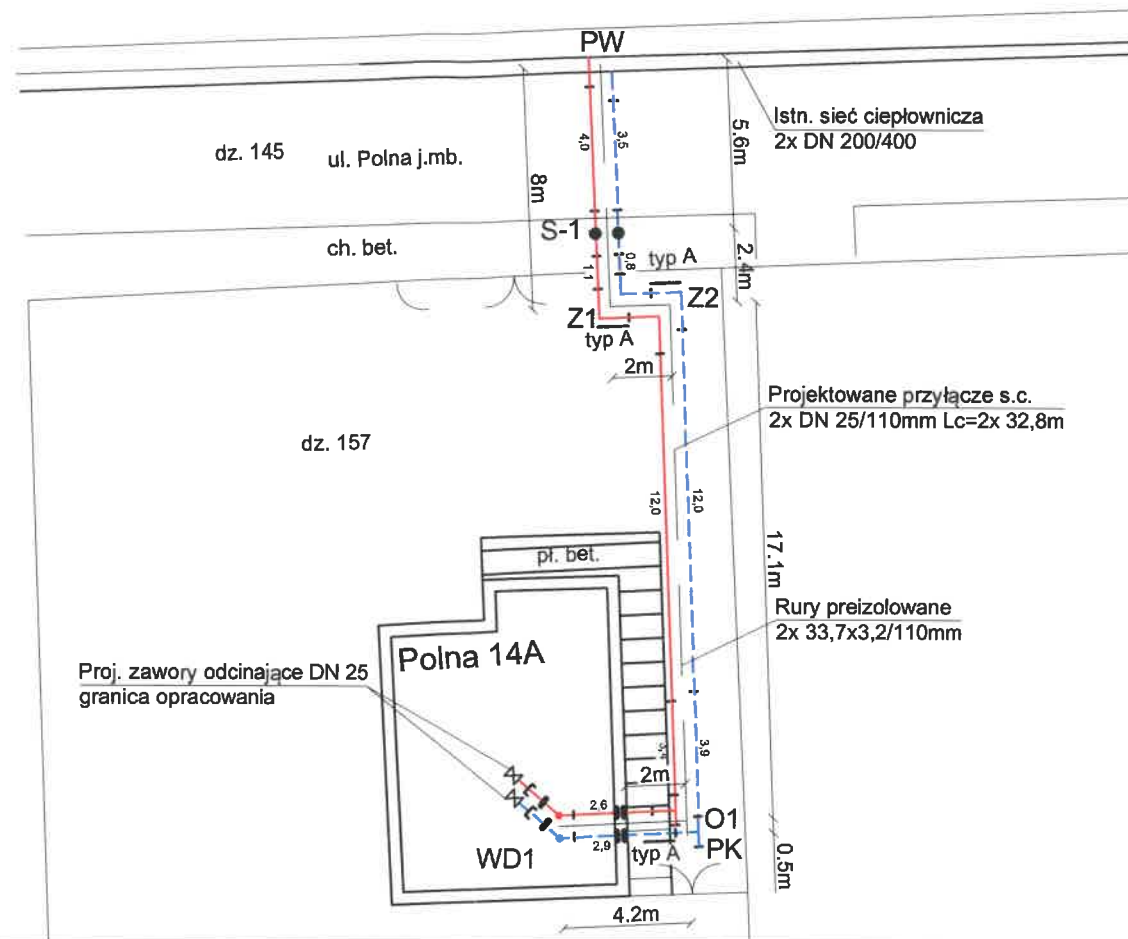 PW
Istn. sieć ciepłownicza
2x DN 200/400
dz. 145
ul. Polna j.mb.
4,0
3,5
5.6m
8m
S-1
ch. bet.
0,8
typ A
2.4m
1,1
Z1
Z2
typ A
2m
Projektowane przyłącze s.c.
2x DN 25/110mm Lc=2x 32,8m
dz. 157
12,0
12,0
17.1m
pł. bet.
Rury preizolowane
2x 33,7x3,2/110mm
Polna 14A
Proj. zawory odcinające DN 25
granica opracowania
3,4
3,9
2m
2,6
O1
2,9
WD1
typ A
PK
0.5m
4.2m